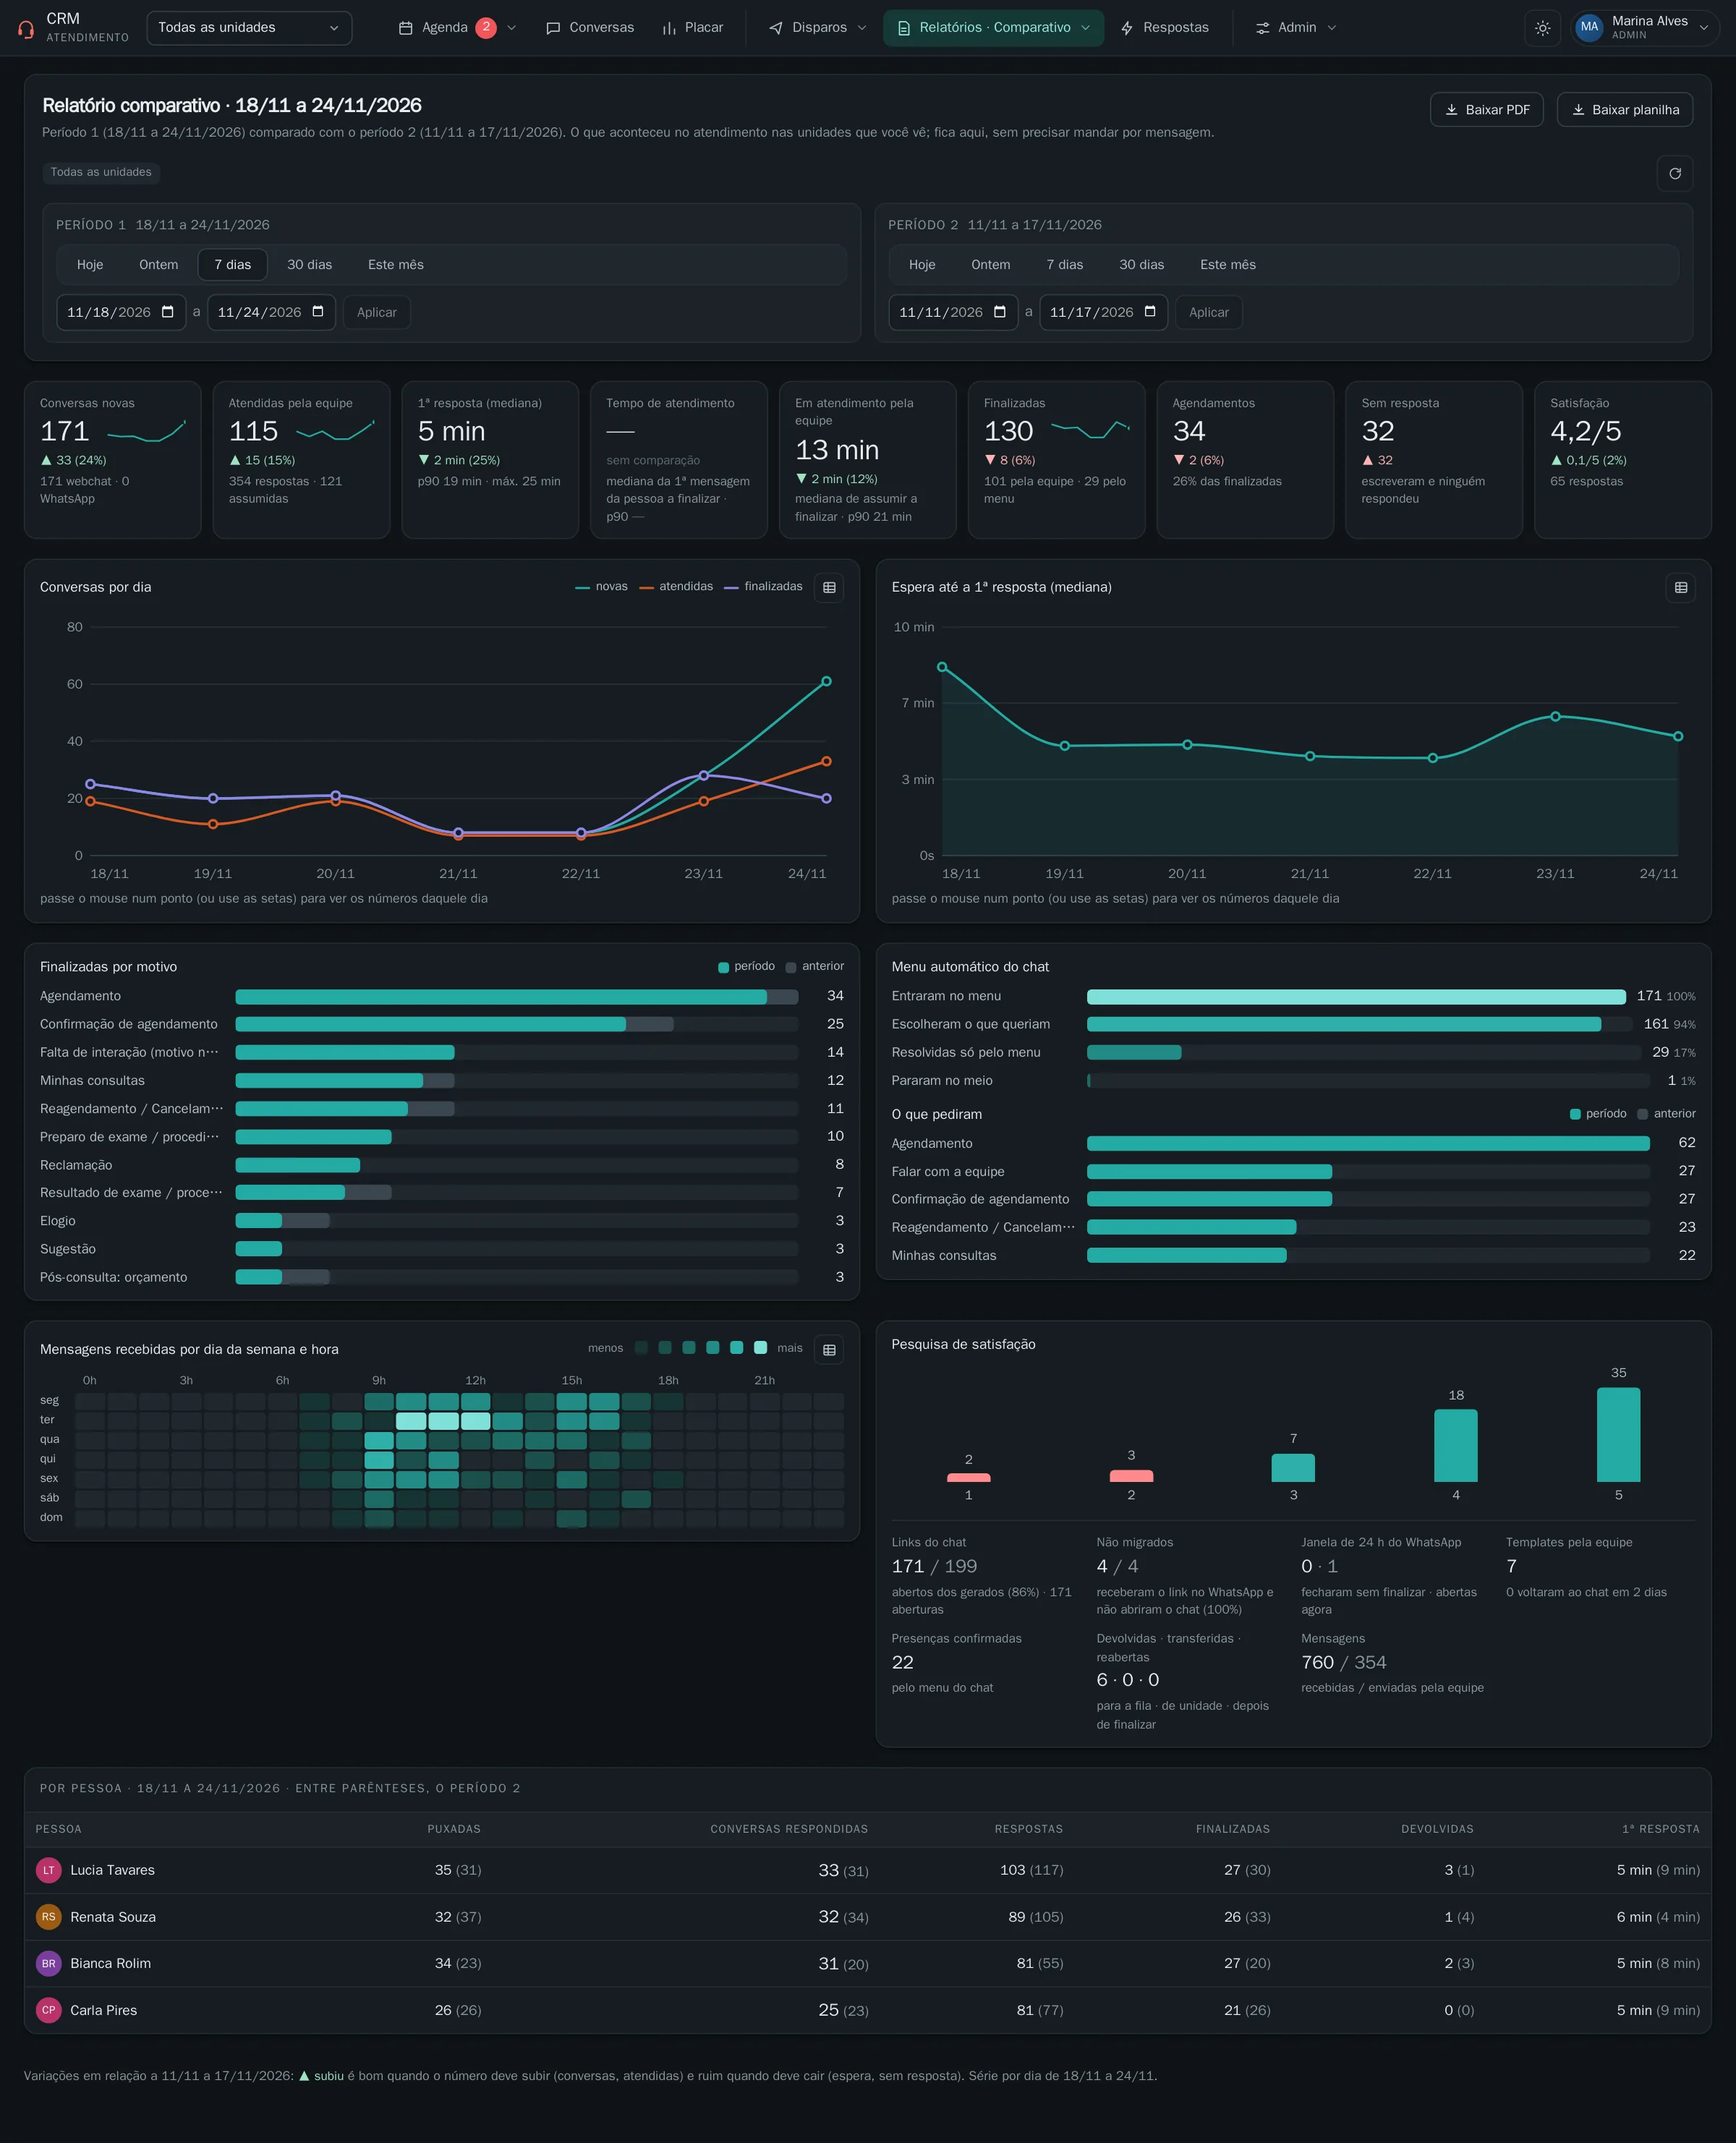 CRM
ATENDIMENTO
Todas as unidades
Agenda 2
Conversas
Placar
Disparos
Relatórios · Comparativo
Respostas
Admin
MA
Marina Alves
ADMIN
Relatório comparativo · 18/11 a 24/11/2026
Baixar PDF
Baixar planilha
Período 1 (18/11 a 24/11/2026) comparado com o período 2 (11/11 a 17/11/2026). O que aconteceu no atendimento nas unidades que você vê; fica aqui, sem precisar mandar por mensagem.
Todas as unidades
PERÍODO 1 18/11 a 24/11/2026
Hoje Ontem 7 dias 30 dias Este mês
11/18/2026 a 11/24/2026 Aplicar
PERÍODO 2 11/11 a 17/11/2026
Hoje Ontem 7 dias 30 dias Este mês
11/11/2026 a 11/17/2026 Aplicar
Conversas novas
171
▲ 33 (24%)
171 webchat · 0
WhatsApp
Atendidas pela equipe
115
▲ 15 (15%)
354 respostas · 121
assumidas
1ª resposta (mediana)
5 min
▼ 2 min (25%)
p90 19 min · máx. 25 min
Tempo de atendimento
—
sem comparação
mediana da 1ª mensagem
da pessoa a finalizar ·
p90 —
Em atendimento pela
equipe
13 min
▼ 2 min (12%)
mediana de assumir a
finalizar · p90 21 min
Finalizadas
130
▼ 8 (6%)
101 pela equipe · 29 pelo
menu
Agendamentos
34
▼ 2 (6%)
26% das finalizadas
Sem resposta
32
▲ 32
escreveram e ninguém
respondeu
Satisfação
4,2/5
▲ 0,1/5 (2%)
65 respostas
Conversas por dia
novas atendidas finalizadas
80
60
40
20
0
18/11 19/11 20/11 21/11 22/11 23/11 24/11
passe o mouse num ponto (ou use as setas) para ver os números daquele dia
Espera até a 1ª resposta (mediana)
10 min
7 min
3 min
0s
18/11 19/11 20/11 21/11 22/11 23/11 24/11
passe o mouse num ponto (ou use as setas) para ver os números daquele dia
Finalizadas por motivo
período anterior
Agendamento 34
Confirmação de agendamento 25
Falta de interação (motivo n··· 14
Minhas consultas 12
Reagendamento / Cancelam··· 11
Preparo de exame / procedi··· 10
Reclamação 8
Resultado de exame / proce··· 7
Elogio 3
Sugestão 3
Pós-consulta: orçamento 3
Menu automático do chat
Entraram no menu 171 100%
Escolheram o que queriam 161 94%
Resolvidas só pelo menu 29 17%
Pararam no meio 1 1%
O que pediram
período anterior
Agendamento 62
Falar com a equipe 27
Confirmação de agendamento 27
Reagendamento / Cancelam··· 23
Minhas consultas 22
Mensagens recebidas por dia da semana e hora
menos mais
0h 3h 6h 9h 12h 15h 18h 21h
seg
ter
qua
qui
sex
sáb
dom
Pesquisa de satisfação
2 3 7 18 35
1 2 3 4 5
Links do chat
171 / 199
abertos dos gerados (86%) · 171
aberturas
Não migrados
4 / 4
receberam o link no WhatsApp e
não abriram o chat (100%)
Janela de 24 h do WhatsApp
0 · 1
fecharam sem finalizar · abertas
agora
Templates pela equipe
7
0 voltaram ao chat em 2 dias
Presenças confirmadas
22
pelo menu do chat
Devolvidas · transferidas ·
reabertas
6 · 0 · 0
para a fila · de unidade · depois
de finalizar
Mensagens
760 / 354
recebidas / enviadas pela equipe
POR PESSOA · 18/11 A 24/11/2026 · ENTRE PARÊNTESES, O PERÍODO 2
PESSOA PUXADAS CONVERSAS RESPONDIDAS RESPOSTAS FINALIZADAS DEVOLVIDAS 1ª RESPOSTA
LT Lucia Tavares 35 (31) 33 (31) 103 (117) 27 (30) 3 (1) 5 min (9 min)
RS Renata Souza 32 (37) 32 (34) 89 (105) 26 (33) 1 (4) 6 min (4 min)
BR Bianca Rolim 34 (23) 31 (20) 81 (55) 27 (20) 2 (3) 5 min (8 min)
CP Carla Pires 26 (26) 25 (23) 81 (77) 21 (26) 0 (0) 5 min (9 min)
Variações em relação a 11/11 a 17/11/2026: ▲ subiu é bom quando o número deve subir (conversas, atendidas) e ruim quando deve cair (espera, sem resposta). Série por dia de 18/11 a 24/11.